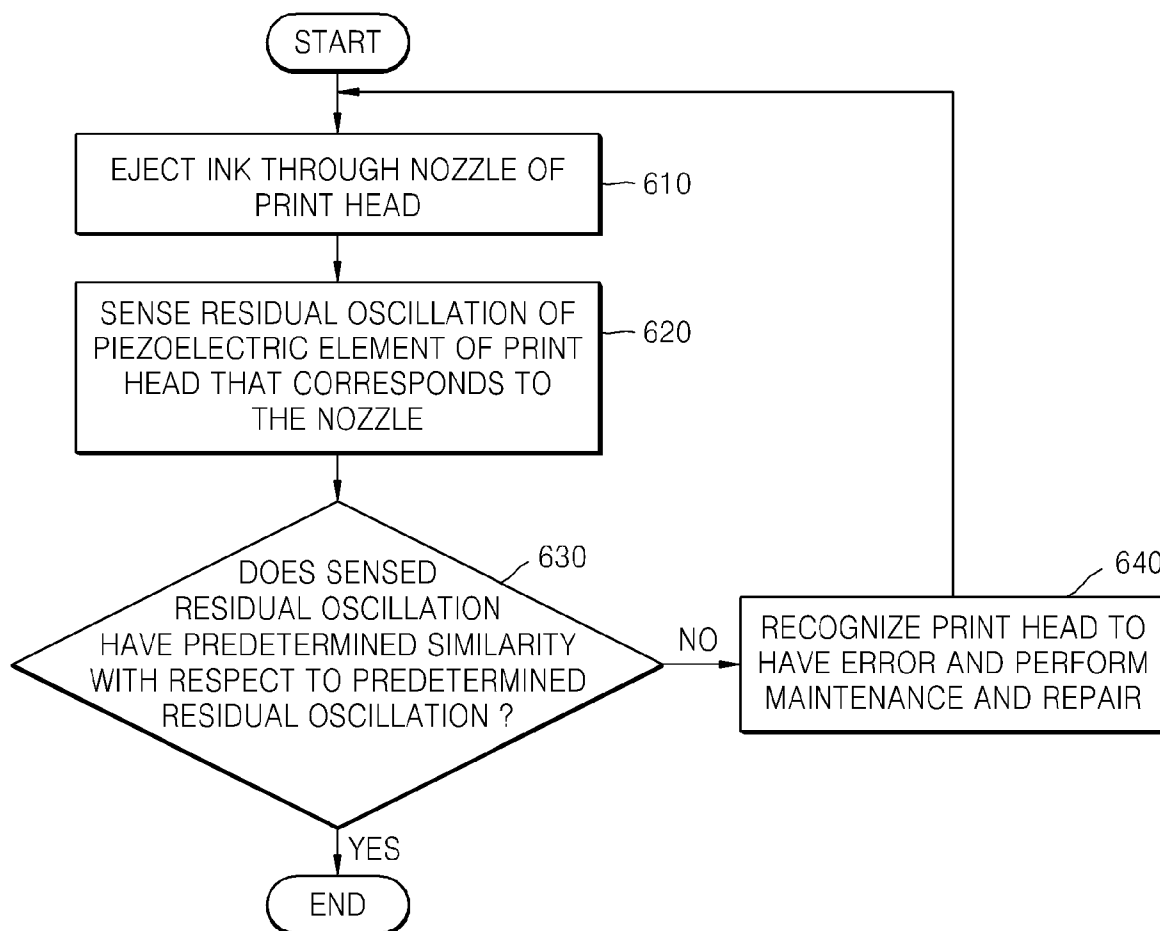 START
EJECT INK THROUGH NOZZLE OF
PRINT HEAD
610
SENSE RESIDUAL OSCILLATION OF
PIEZOELECTRIC ELEMENT OF PRINT
HEAD THAT CORRESPONDS TO
THE NOZZLE
620
DOES SENSED
RESIDUAL OSCILLATION
HAVE PREDETERMINED SIMILARITY
WITH RESPECT TO PREDETERMINED
RESIDUAL OSCILLATION ?
630
NO
RECOGNIZE PRINT HEAD TO
HAVE ERROR AND PERFORM
MAINTENANCE AND REPAIR
640
YES
END